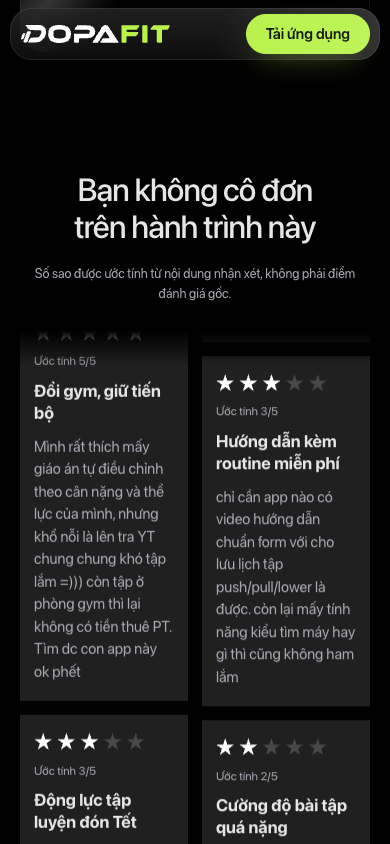 DOPAFIT
Tải ứng dụng
Bạn không cô đơn
trên hành trình này
Số sao được ước tính từ nội dung nhận xét, không phải điểm
đánh giá gốc.
Ước tính 5/5
Đổi gym, giữ tiến
bộ
Mình rất thích mấy
giáo án tự điều chỉnh
theo cân nặng và thể
lực của mình, nhưng
khổ nỗi là lên tra YT
chung chung khó tập
lắm =))) còn tập ở
phòng gym thì lại
không có tiền thuê PT.
Tìm dc con app này
ok phết
Ước tính 3/5
Động lực tập
luyện đón Tết
Ước tính 3/5
Hướng dẫn kèm
routine miễn phí
chỉ cần app nào có
video hướng dẫn
chuẩn form với cho
lưu lịch tập
push/pull/lower là
được. còn lại mấy tính
năng kiểu tìm máy hay
gì thì cũng không ham
lắm
Ước tính 2/5
Cường độ bài tập
quá nặng